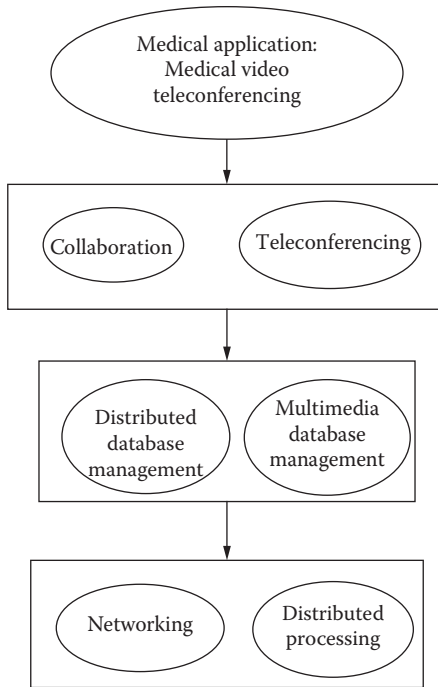 Medical application:
Medical video
teleconferencing
Collaboration
Teleconferencing
Distributed
database
management
Multimedia
database
management
Networking
Distributed
processing